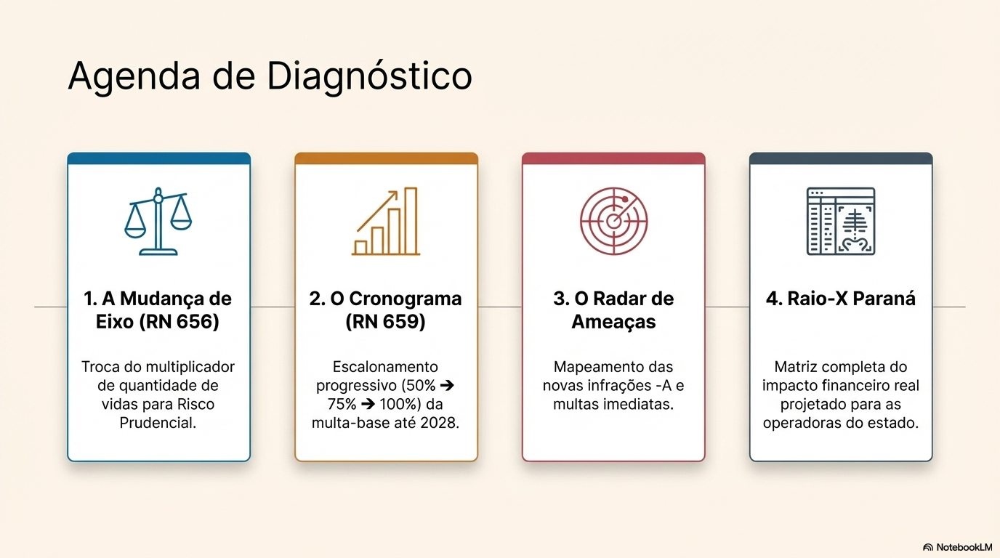 Agenda de Diagnóstico
1. A Mudança de
Eixo (RN 656)
Troca do multiplicador
de quantidade de
vidas para Risco
Prudencial.
2. O Cronograma
(RN 659)
Escalonamento
progressivo (50% ➔
75% ➔ 100%) da
multa-base até 2028.
3. O Radar de
Ameaças
Mapeamento das
novas infrações -A e
multas imediatas.
4. Raio-X Paraná
Matriz completa do
impacto financeiro real
projetado para as
operadoras do estado.
NotebookLM